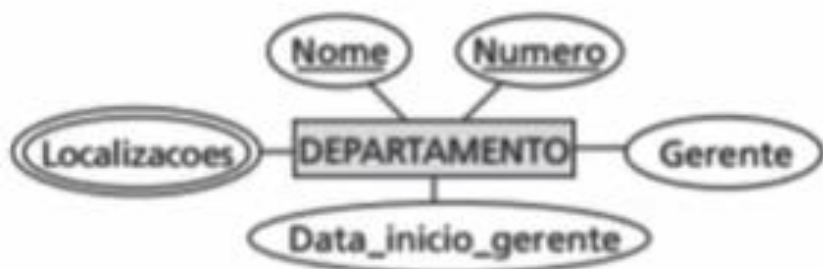 Nome
Numero
Localizacoes
DEPARTAMENTO
Gerente
Data_inicio_gerente